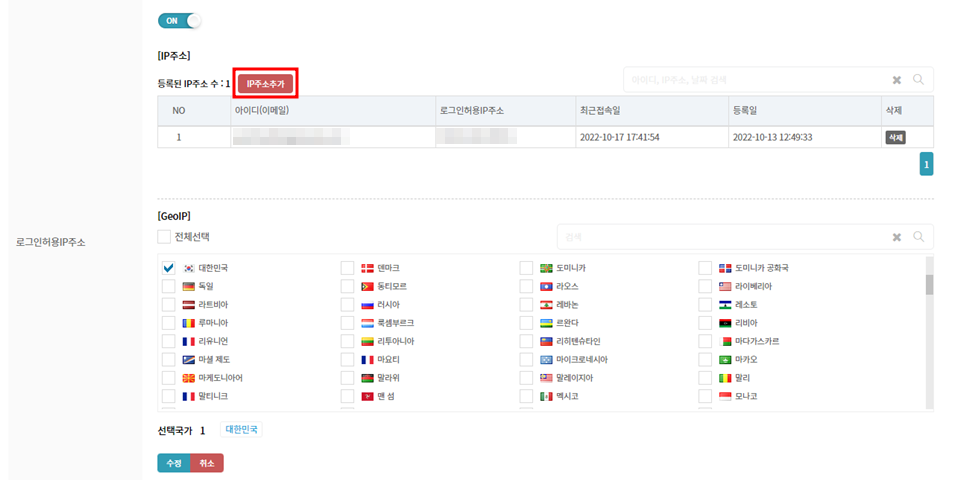 ON
[IP주소]
등록된 IP주소 수 : 1 IP주소추가
아이디, IP주소, 날짜 검색
NO 아이디(이메일) 로그인허용IP주소 최근접속일 등록일 삭제
1 2022-10-17 17:41:54 2022-10-13 12:49:33 삭제
1
[GeoIP]
전체선택
검색
로그인허용IP주소
대한민국 덴마크 도미니카 도미니카 공화국
독일 동티모르 라오스 라이베리아
라트비아 러시아 레바논 레소토
루마니아 룩셈부르크 르완다 리비아
리유니언 리투아니아 리히텐슈타인 마다가스카르
마셜 제도 마요티 마이크로네시아 마카오
마케도니아어 말라위 말레이지아 말리
말티니크 맨 섬 멕시코 모나코
선택국가 1 대한민국
수정 취소